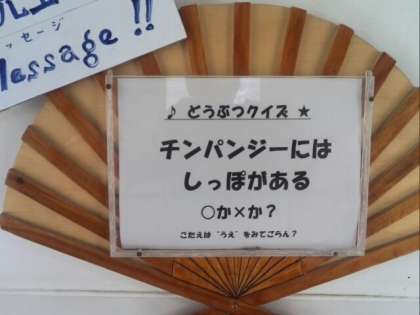 ッセージ
Message !!
♪ どうぶつクイズ ★
チンパンジーには
しっぽがある
○か×か？
こたえは “うえ” をみてごらん？